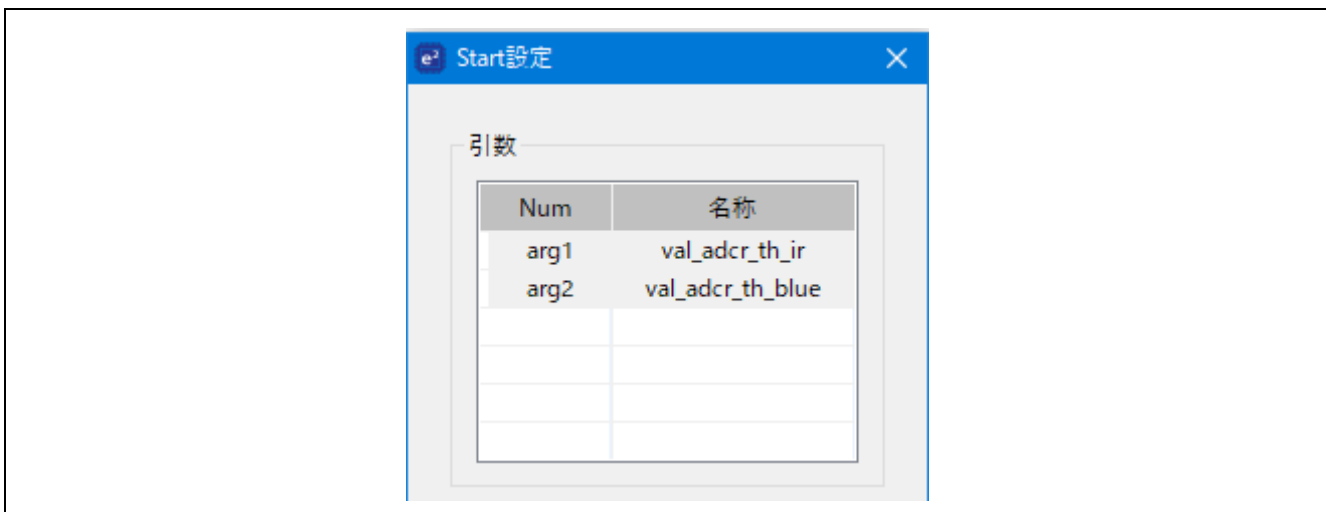 e² Start設定
引数
Num 名称
arg1 val_adcr_th_ir
arg2 val_adcr_th_blue